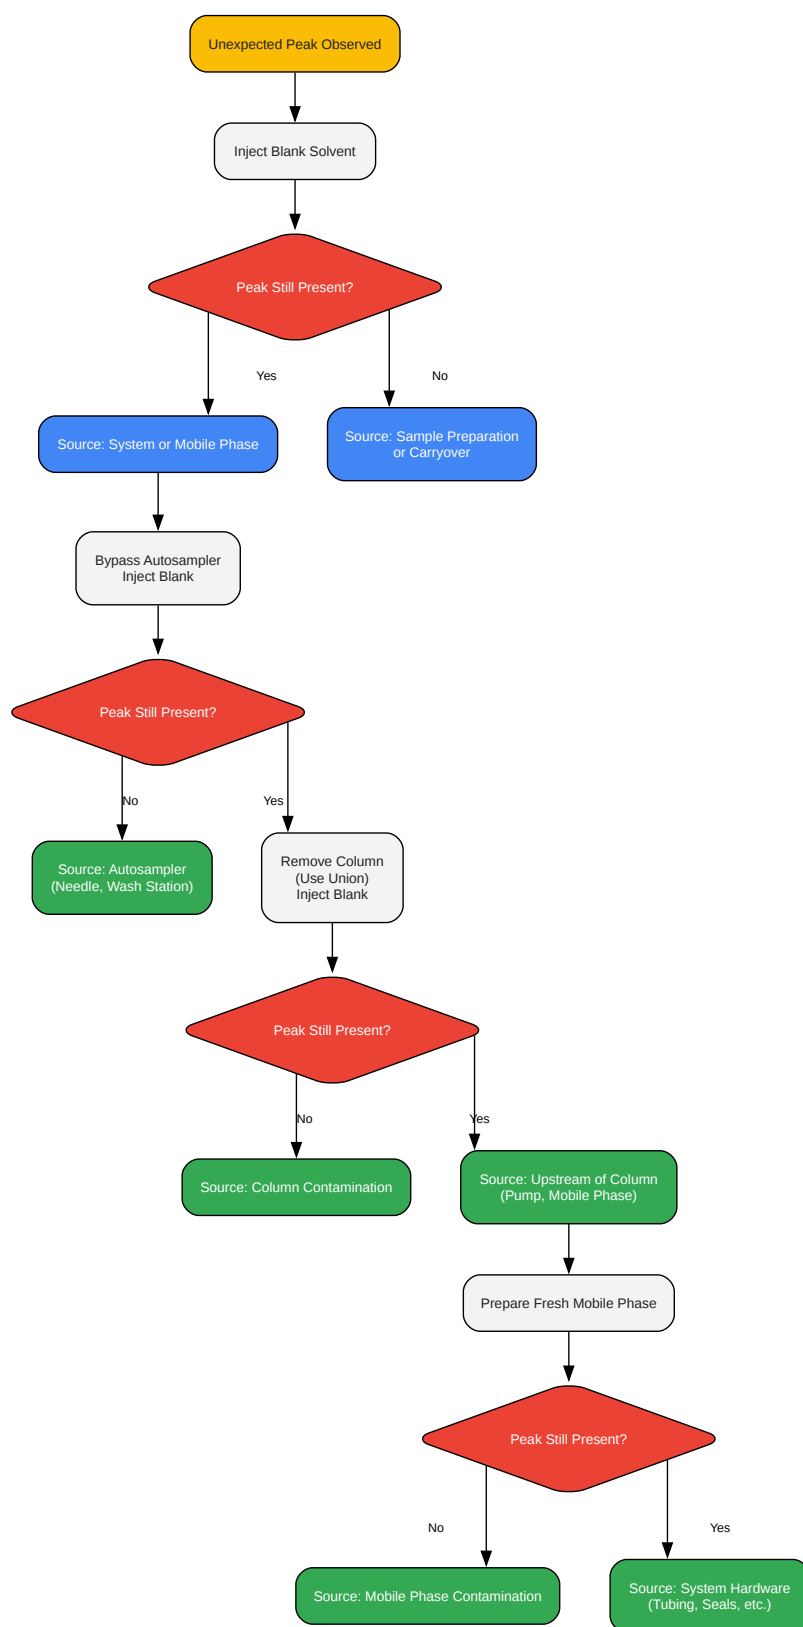 Unexpected Peak Observed
Inject Blank Solvent
Peak Still Present?
Yes
No
Source: System or Mobile Phase
Source: Sample Preparation
or Carryover
Bypass Autosampler
Inject Blank
Peak Still Present?
No
Yes
Source: Autosampler
(Needle, Wash Station)
Remove Column
(Use Union)
Inject Blank
Peak Still Present?
No
Yes
Source: Column Contamination
Source: Upstream of Column
(Pump, Mobile Phase)
Prepare Fresh Mobile Phase
Peak Still Present?
No
Yes
Source: Mobile Phase Contamination
Source: System Hardware
(Tubing, Seals, etc.)